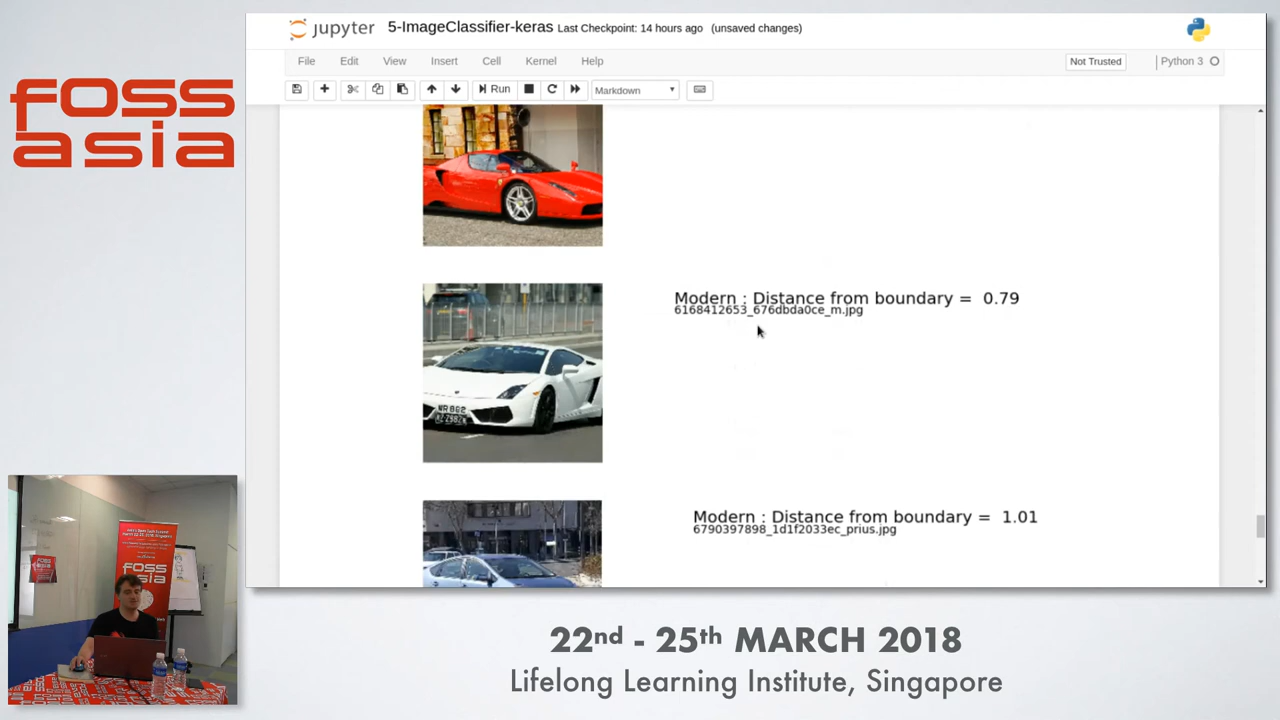 foss
asia
jupyter 5-ImageClassifier-keras Last Checkpoint: 14 hours ago (unsaved changes)
File Edit View Insert Cell Kernel Help Not Trusted Python 3
Run Markdown
Modern : Distance from boundary = 0.79
6168412653_676dbda0ce_m.jpg
Modern : Distance from boundary = 1.01
6790397898_1d1f2033ec_prius.jpg
FOSS
asia
22nd - 25th MARCH 2018
Lifelong Learning Institute, Singapore